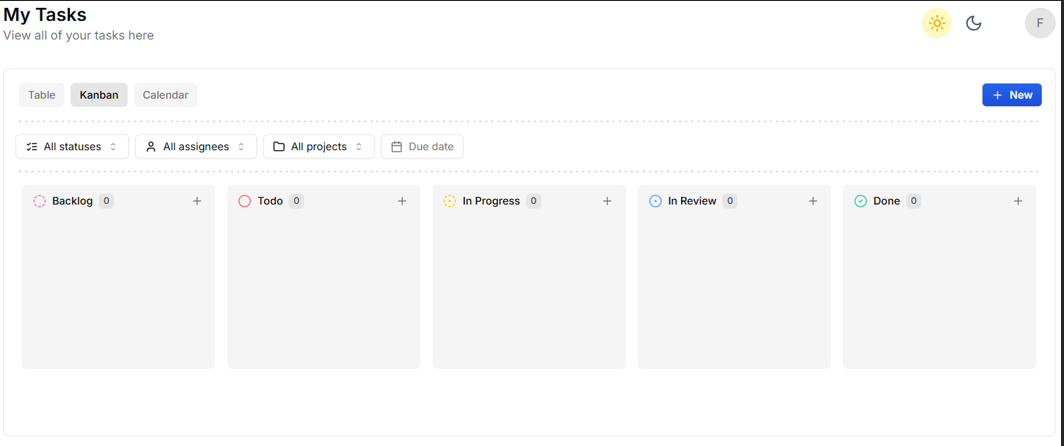 My Tasks
View all of your tasks here
F
Table Kanban Calendar
New
All statuses All assignees All projects Due date
Backlog 0 Todo 0 In Progress 0 In Review 0 Done 0